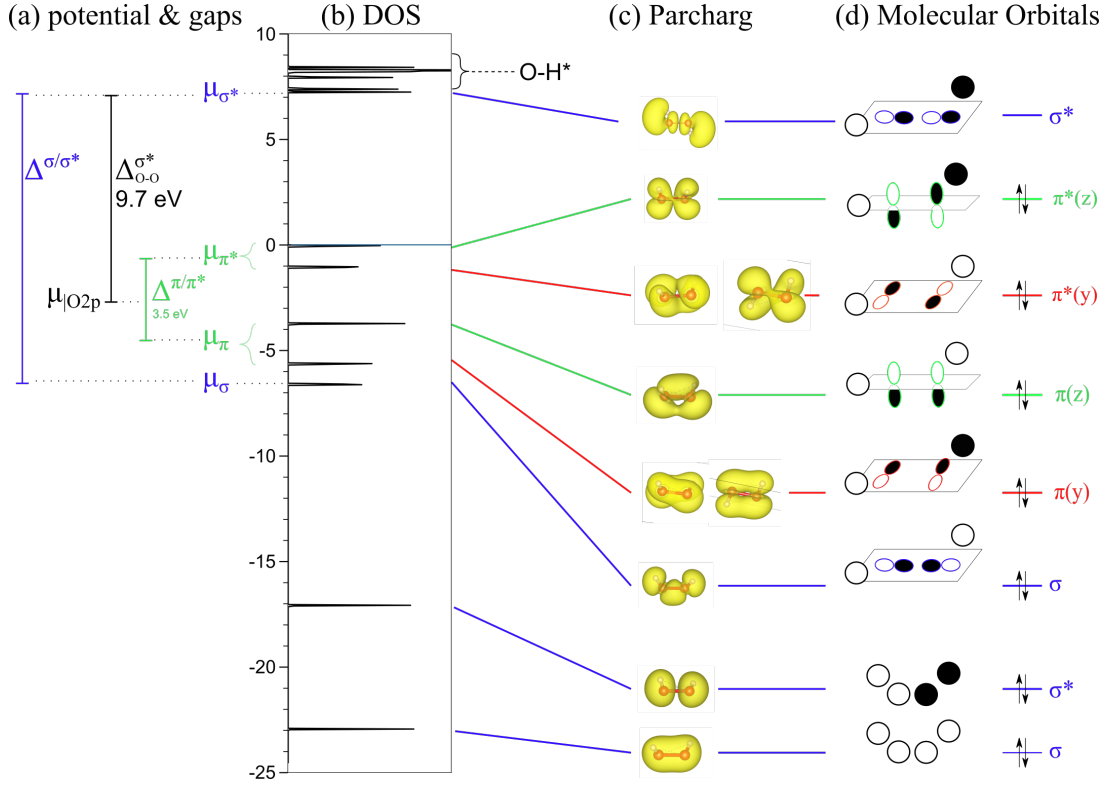 (a) potential & gaps
(b) DOS
(c) Parcharg
(d) Molecular Orbitals
10
5
0
-5
-10
-15
-20
-25
O-H*
μσ*
Δσ/σ*
Δσ*O-O
9.7 eV
μπ*
Δπ/π*
3.5 eV
μ|O2p
μπ
μσ
σ*
π*(z)
π*(y)
π(z)
π(y)
σ
σ*
σ